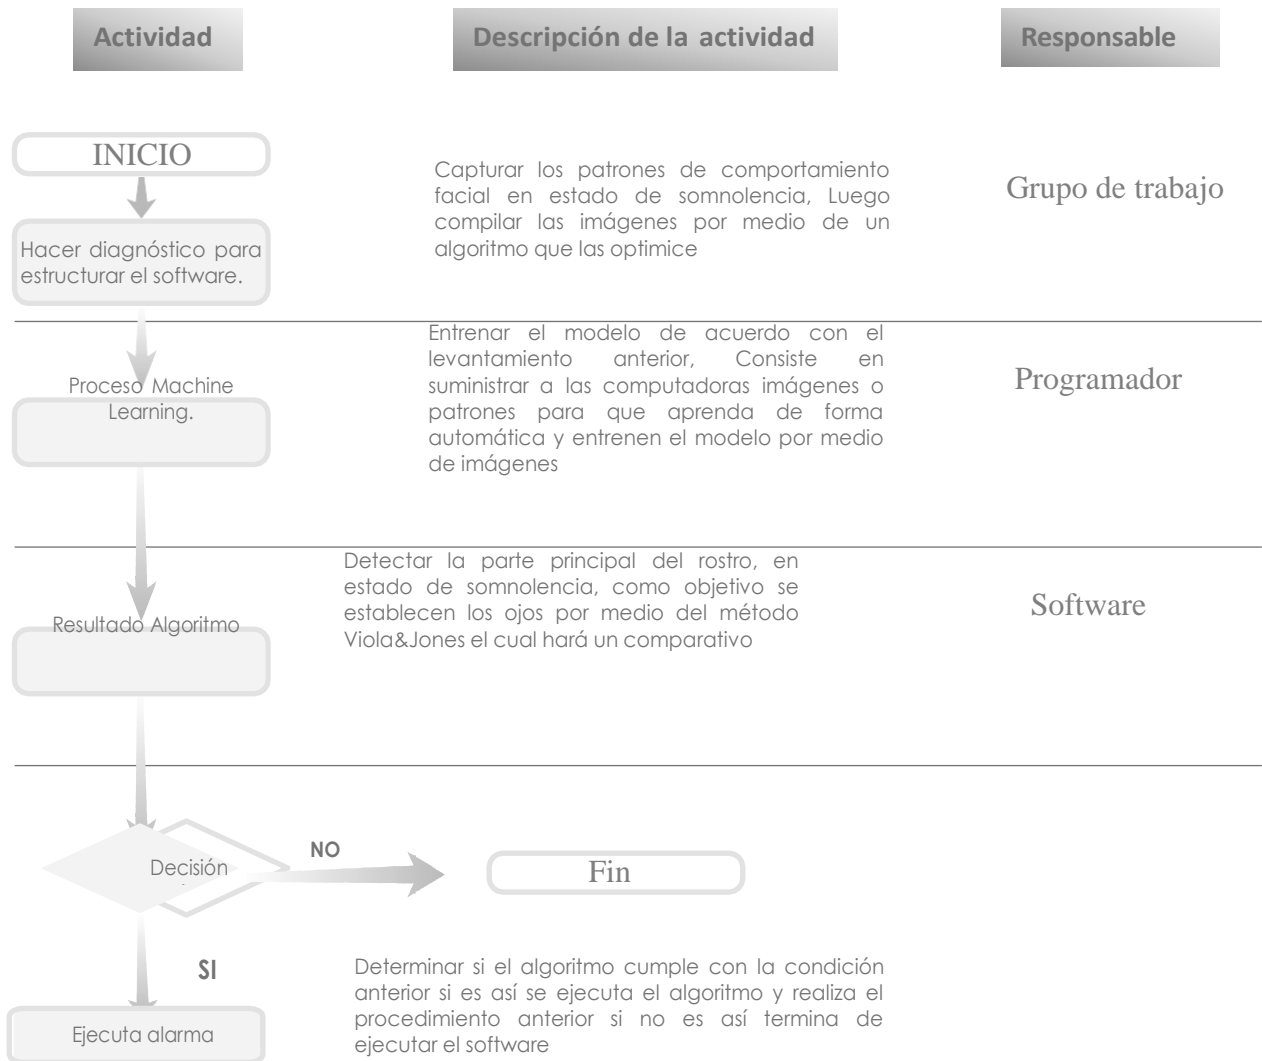 Actividad
Descripción de la actividad
Responsable
INICIO
Hacer diagnóstico para
estructurar el software.
Capturar los patrones de comportamiento
facial en estado de somnolencia, Luego
compilar las imágenes por medio de un
algoritmo que las optimice
Grupo de trabajo
Proceso Machine
Learning.
Entrenar el modelo de acuerdo con el
levantamiento anterior, Consiste en
suministrar a las computadoras imágenes o
patrones para que aprenda de forma
automática y entrenen el modelo por medio
de imágenes
Programador
Resultado Algoritmo
Detectar la parte principal del rostro, en
estado de somnolencia, como objetivo se
establecen los ojos por medio del método
Viola&Jones el cual hará un comparativo
Software
Decisión
NO
Fin
SI
Ejecuta alarma
Determinar si el algoritmo cumple con la condición
anterior si es así se ejecuta el algoritmo y realiza el
procedimiento anterior si no es así termina de
ejecutar el software